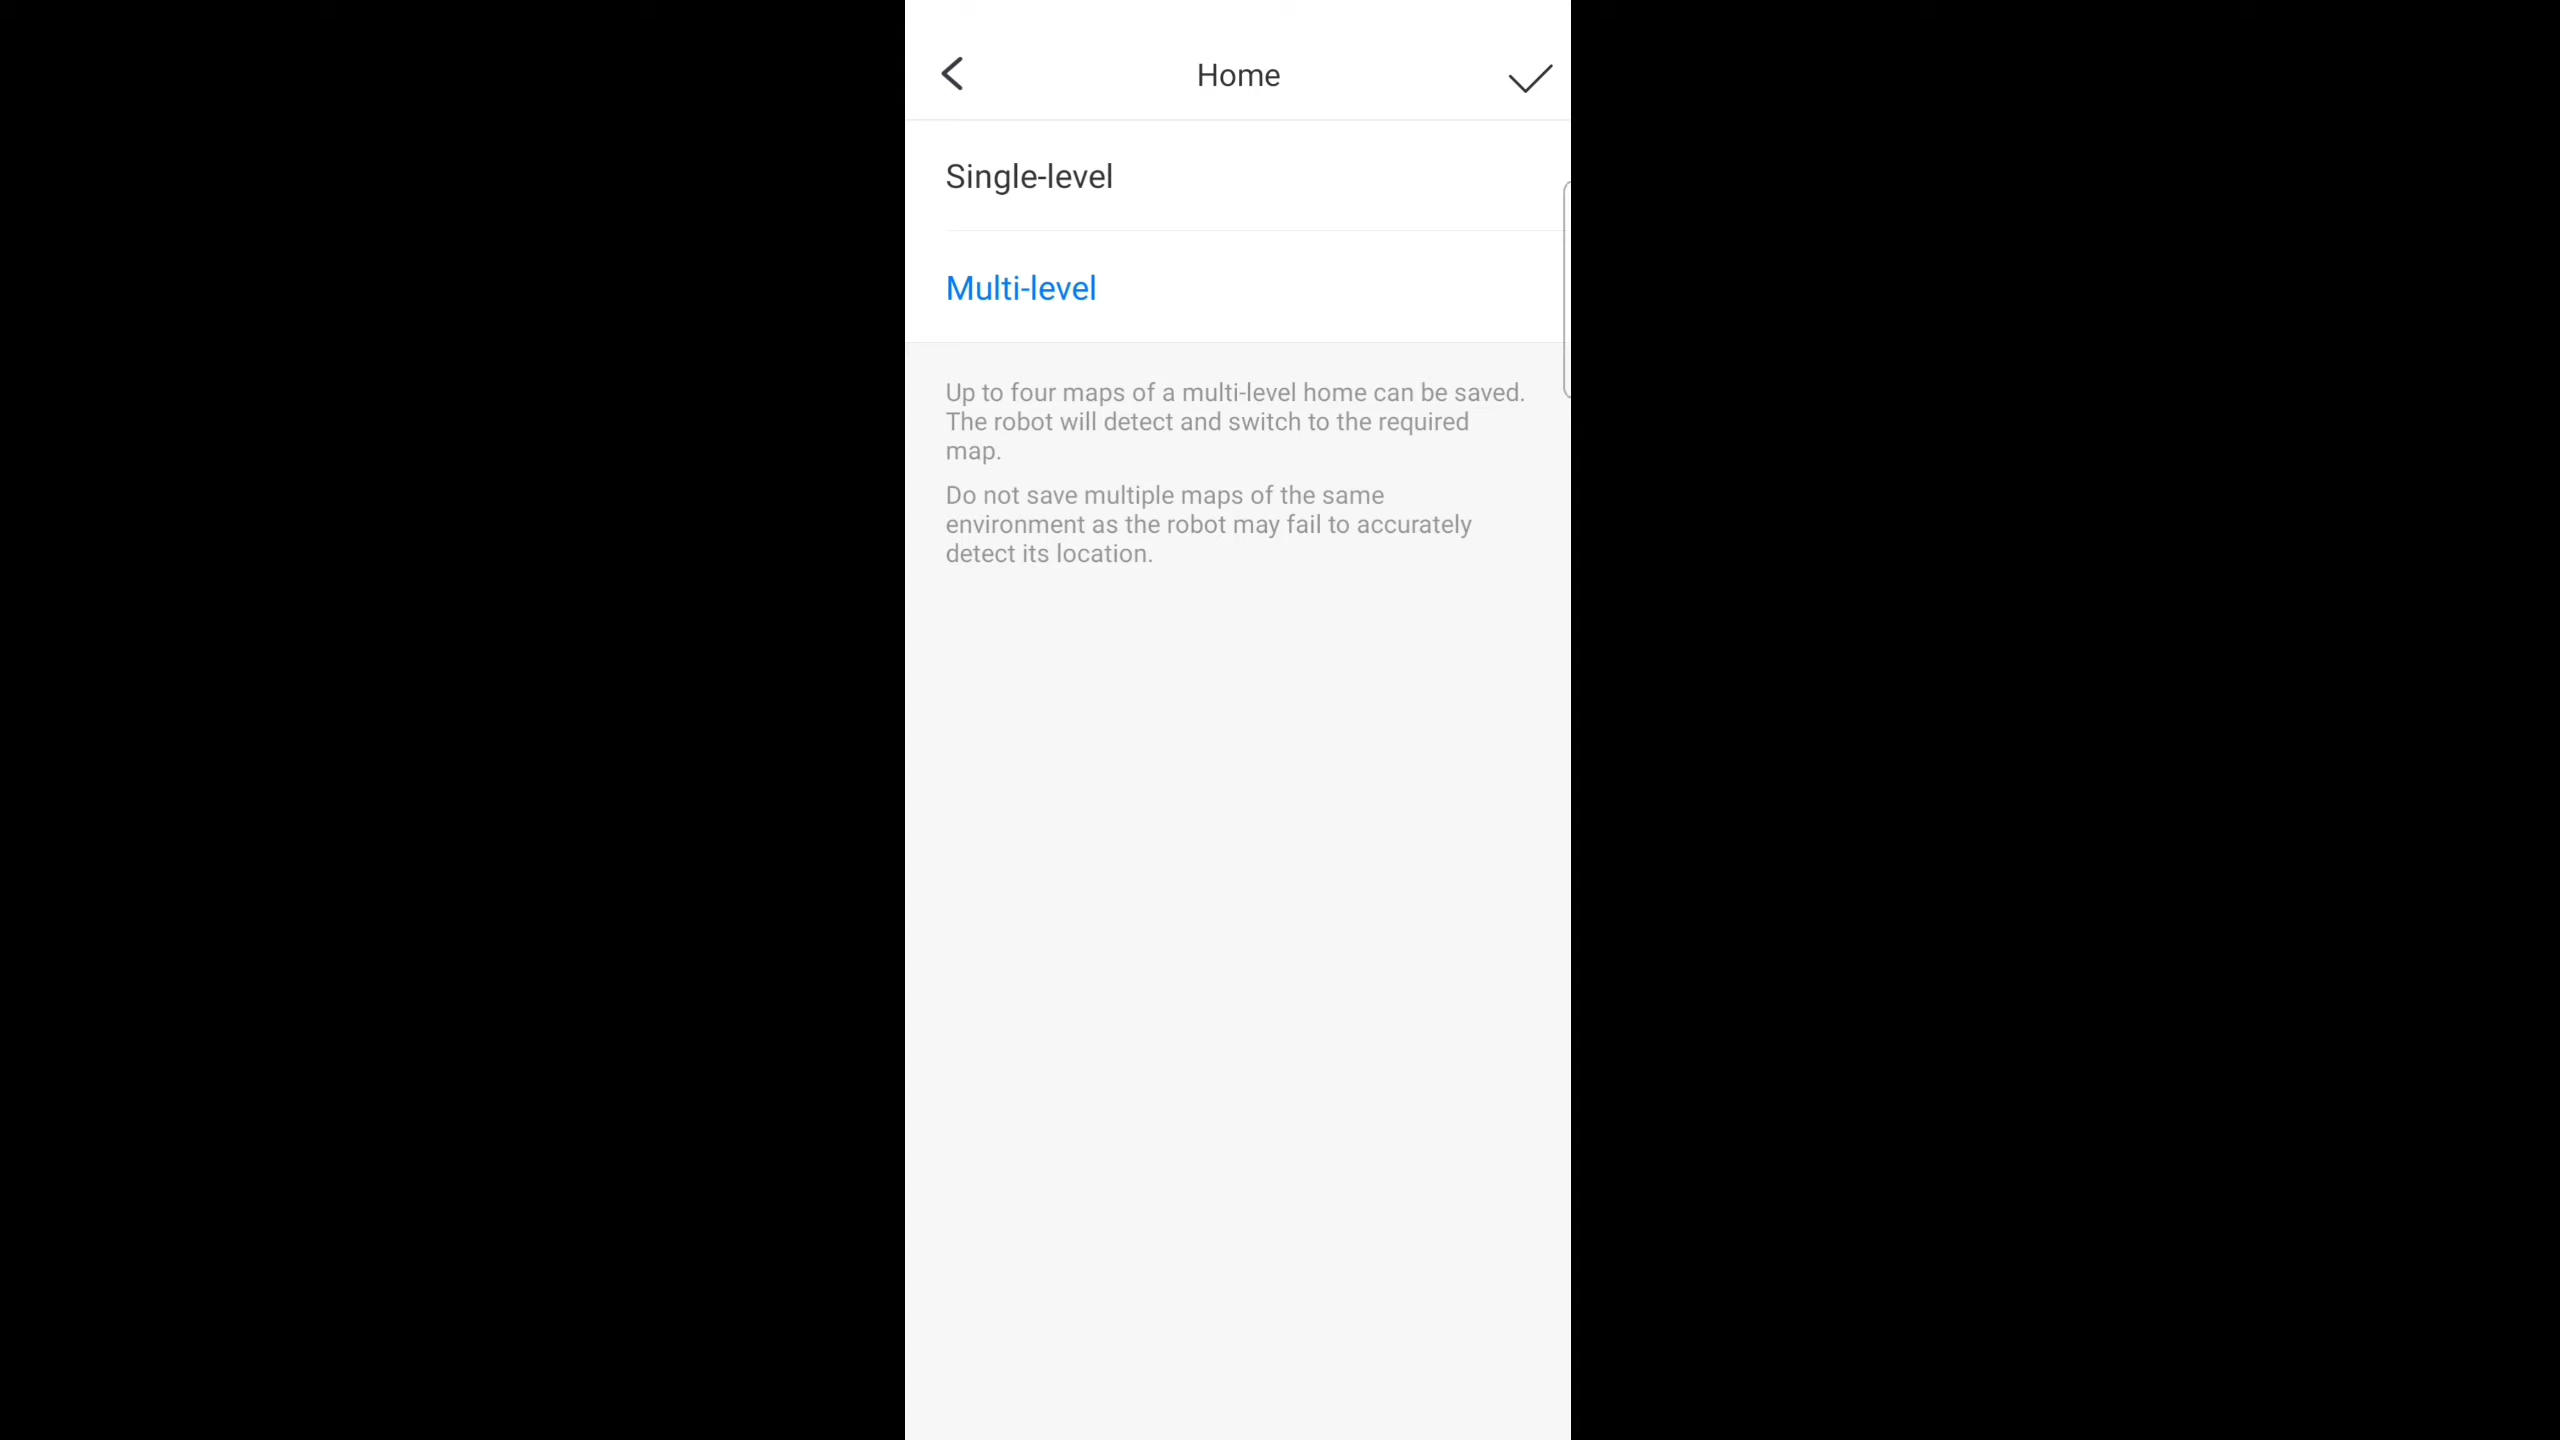 Home
Single-level
Multi-level
Up to four maps of a multi-level home can be saved.
The robot will detect and switch to the required
map.
Do not save multiple maps of the same
environment as the robot may fail to accurately
detect its location.